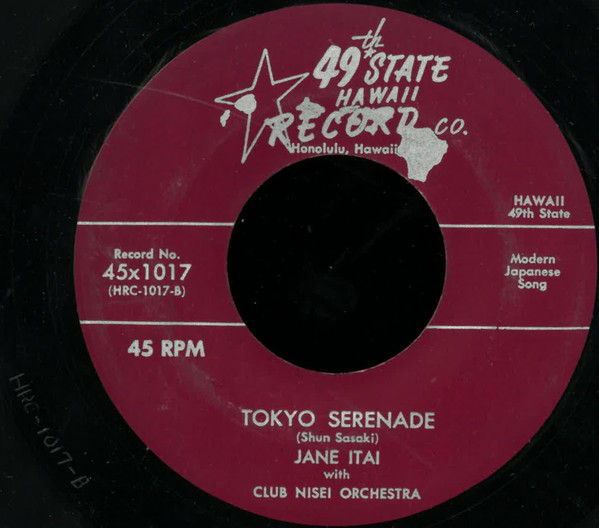 49th STATE
HAWAII
RECORD CO.
Honolulu, Hawaii
HAWAII
49th State
Record No.
45x1017
(HRC-1017-B)
Modern
Japanese
Song
45 RPM
TOKYO SERENADE
(Shun Sasaki)
JANE ITAI
with
CLUB NISEI ORCHESTRA
HRC-1017-B